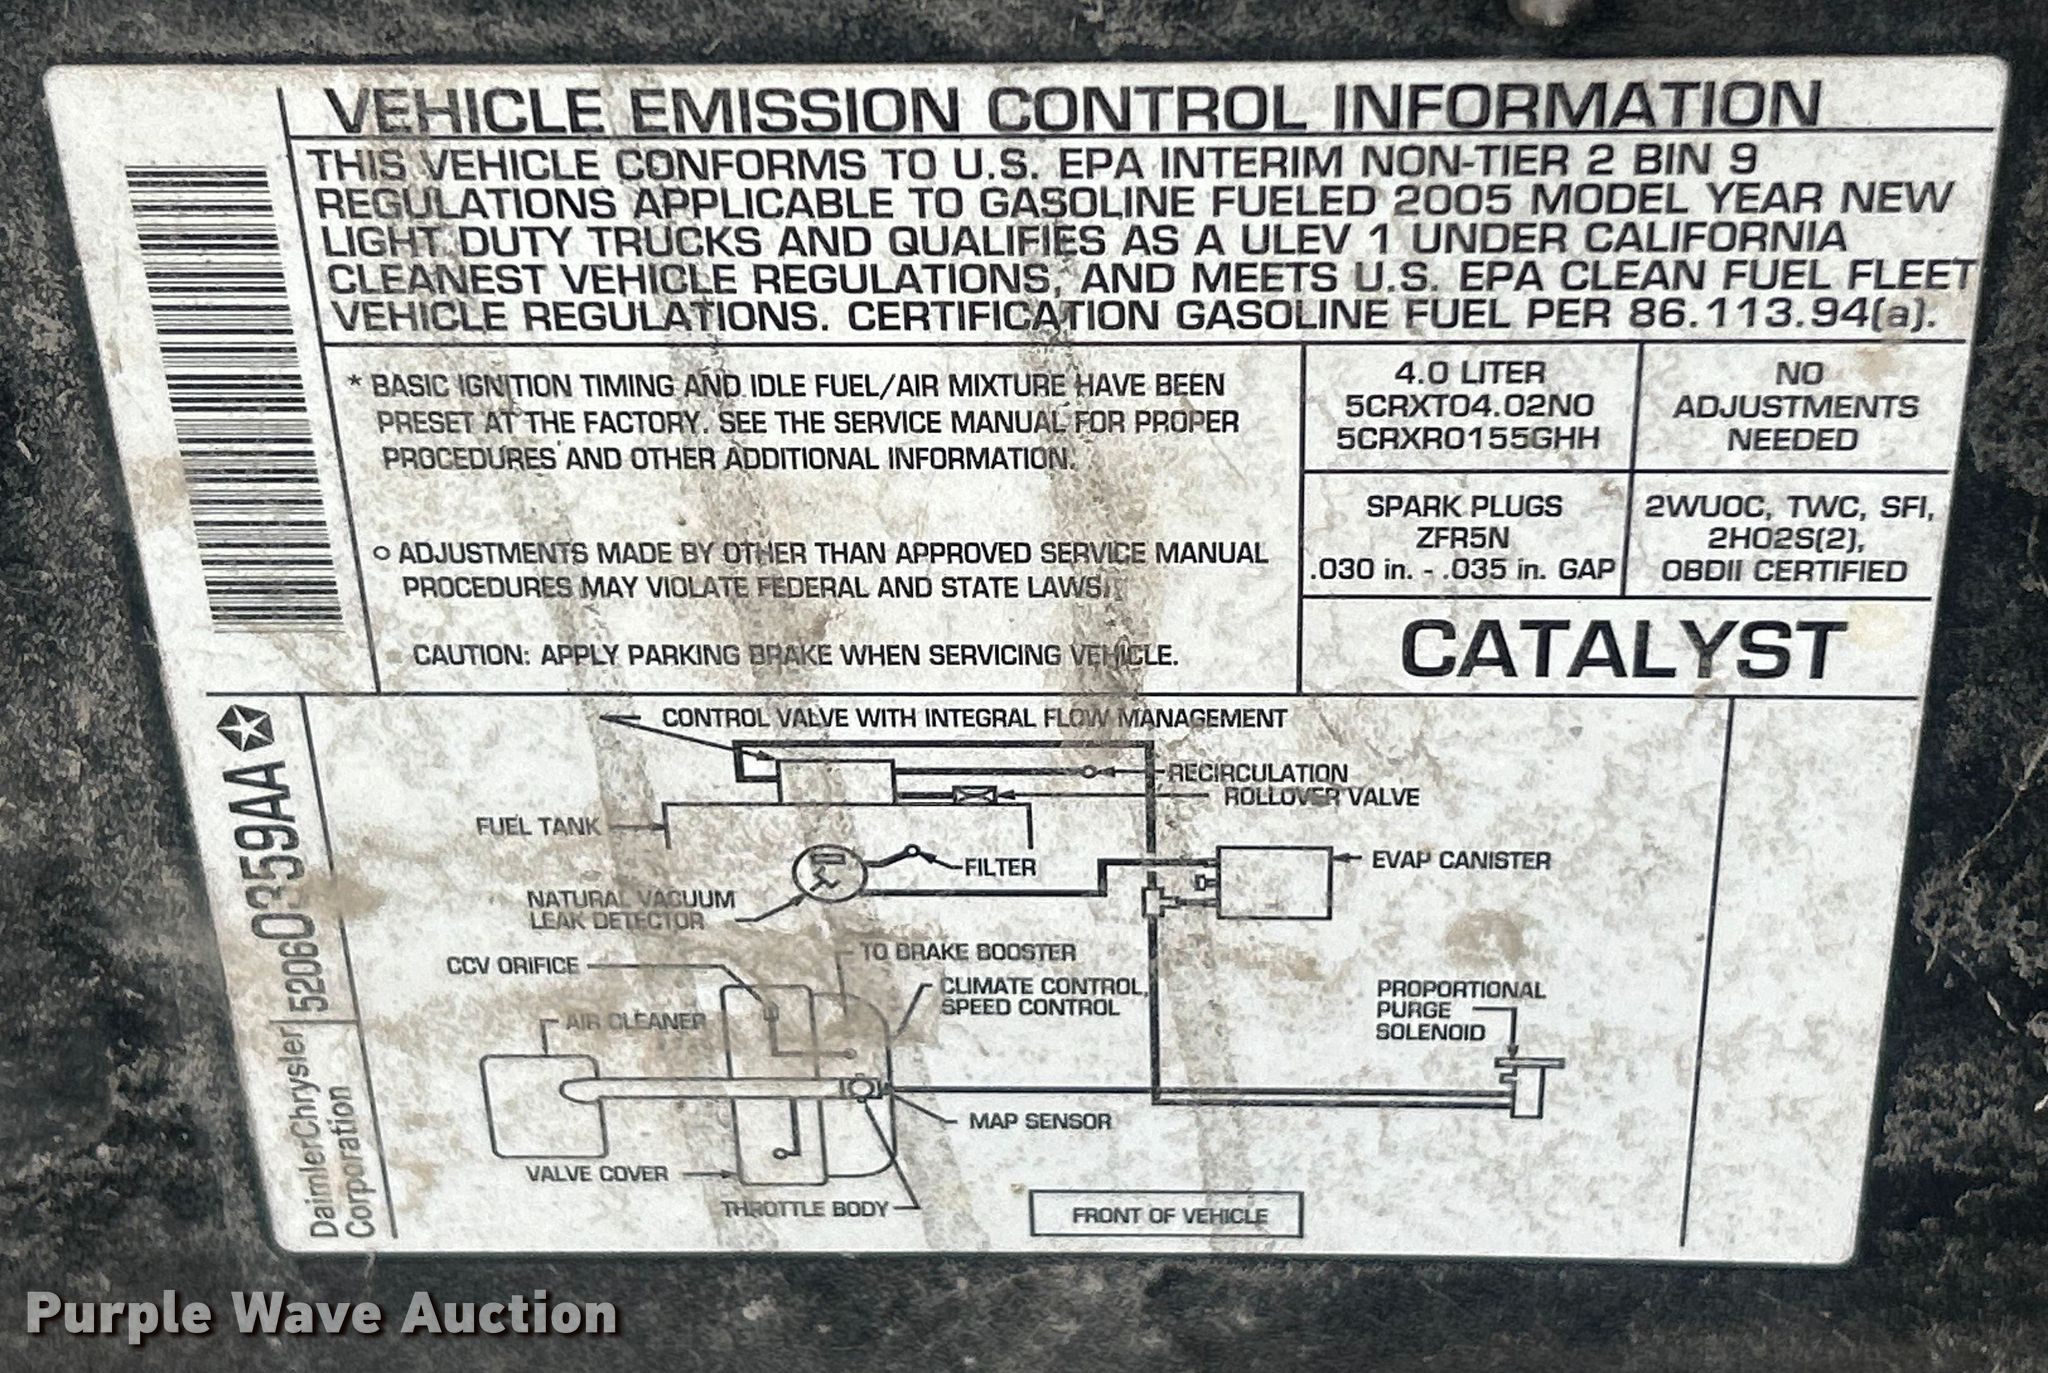 VEHICLE EMISSION CONTROL INFORMATION
THIS VEHICLE CONFORMS TO U.S. EPA INTERIM NON-TIER 2 BIN 9
REGULATIONS APPLICABLE TO GASOLINE FUELED 2005 MODEL YEAR NEW
LIGHT DUTY TRUCKS AND QUALIFIES AS A ULEV 1 UNDER CALIFORNIA
CLEANEST VEHICLE REGULATIONS, AND MEETS U.S. EPA CLEAN FUEL FLEET
VEHICLE REGULATIONS. CERTIFICATION GASOLINE FUEL PER 86.113.94(a).
* BASIC IGNITION TIMING AND IDLE FUEL/AIR MIXTURE HAVE BEEN
PRESET AT THE FACTORY. SEE THE SERVICE MANUAL FOR PROPER
PROCEDURES AND OTHER ADDITIONAL INFORMATION.
o ADJUSTMENTS MADE BY OTHER THAN APPROVED SERVICE MANUAL
PROCEDURES MAY VIOLATE FEDERAL AND STATE LAWS.
CAUTION: APPLY PARKING BRAKE WHEN SERVICING VEHICLE.
4.0 LITER
5CRXT04.02N0
5CRXR0155GHH
NO
ADJUSTMENTS
NEEDED
SPARK PLUGS
ZFR5N
.030 in. - .035 in. GAP
2WUOC, TWC, SFI,
2HO2S(2),
OBDII CERTIFIED
CATALYST
CONTROL VALVE WITH INTEGRAL FLOW MANAGEMENT
RECIRCULATION
ROLLOVER VALVE
FUEL TANK
FILTER
EVAP CANISTER
NATURAL VACUUM
LEAK DETECTOR
TO BRAKE BOOSTER
CCV ORIFICE
CLIMATE CONTROL,
SPEED CONTROL
PROPORTIONAL
PURGE
SOLENOID
AIR CLEANER
MAP SENSOR
VALVE COVER
THROTTLE BODY
FRONT OF VEHICLE
52060359AA
DaimlerChrysler
Corporation
Purple Wave Auction